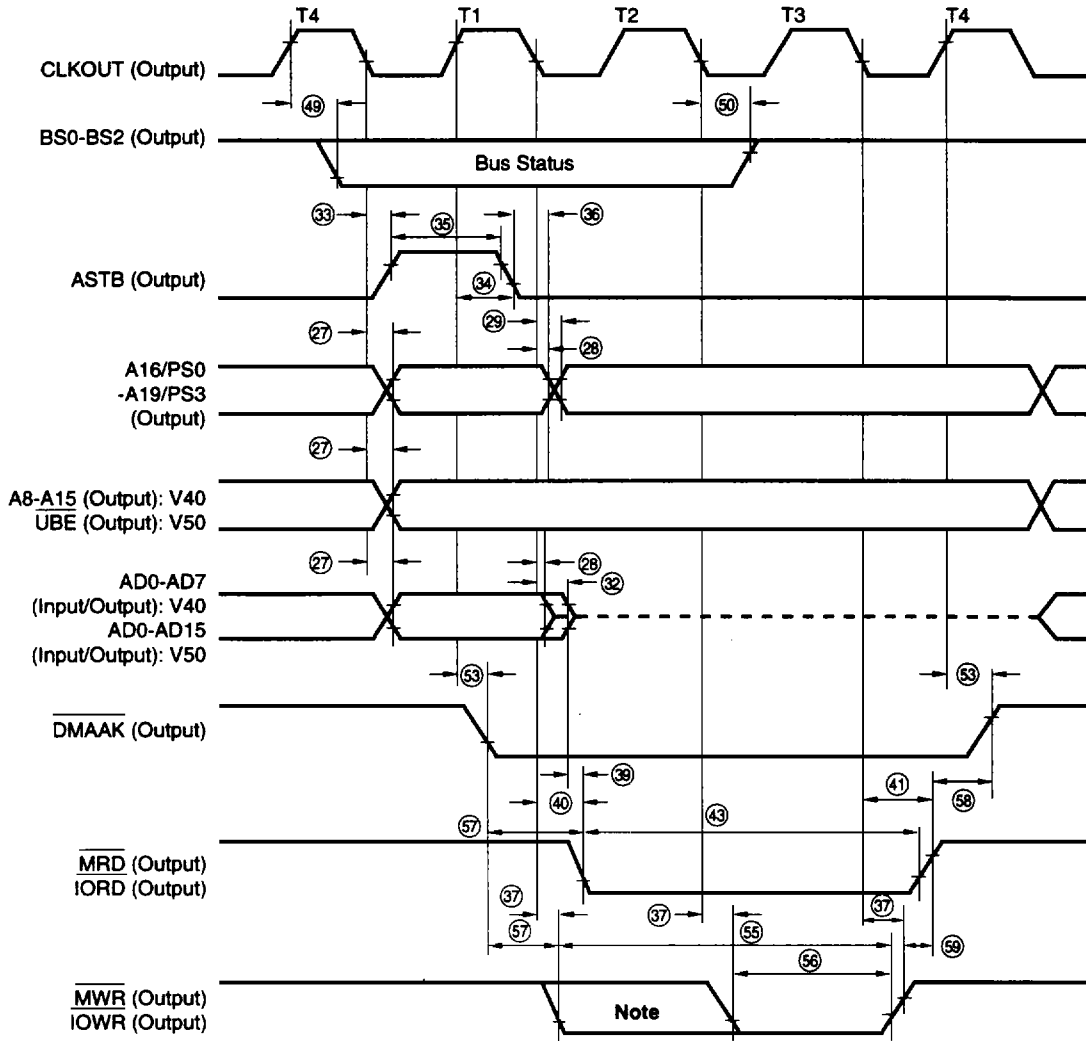 T4 T1 T2 T3 T4
CLKOUT (Output)
49 50
BS0-BS2 (Output)
Bus Status
33 35 36
ASTB (Output)
34
29
27 28
A16/PS0
-A19/PS3
(Output)
27
A8-A15 (Output): V40
UBE (Output): V50
27 28
32
AD0-AD7
(Input/Output): V40
AD0-AD15
(Input/Output): V50
53 53
DMAAK (Output)
39
40 41 58
57 43
MRD (Output)
IORD (Output)
37 37 37
57 55 59
56
MWR (Output)
IOWR (Output)
Note